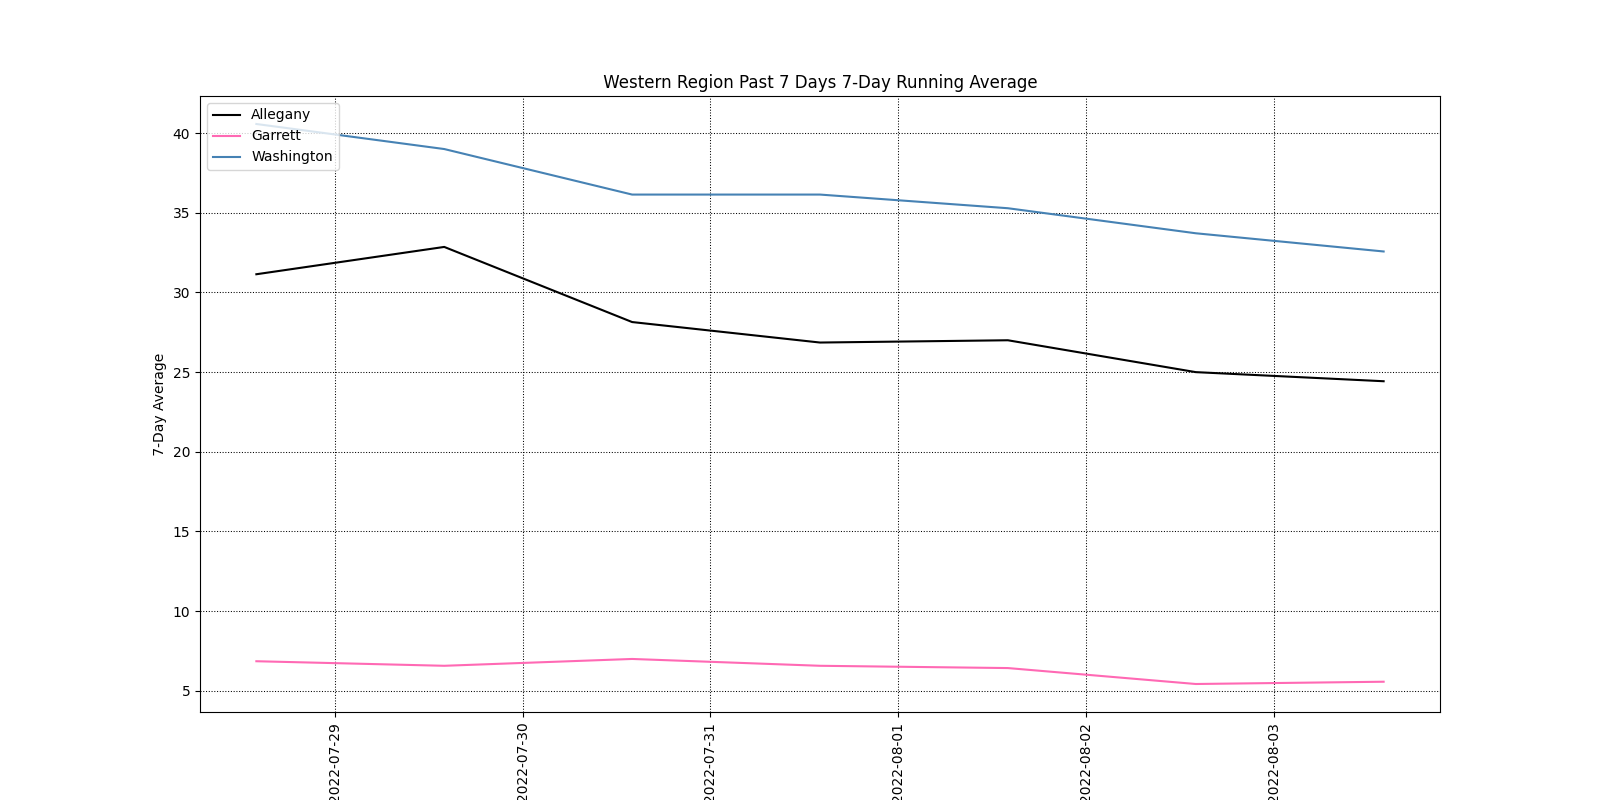 Western Region Past 7 Days 7-Day Running Average
Allegany
Garrett
Washington
7-Day Average
40
35
30
25
20
15
10
5
2022-07-29
2022-07-30
2022-07-31
2022-08-01
2022-08-02
2022-08-03